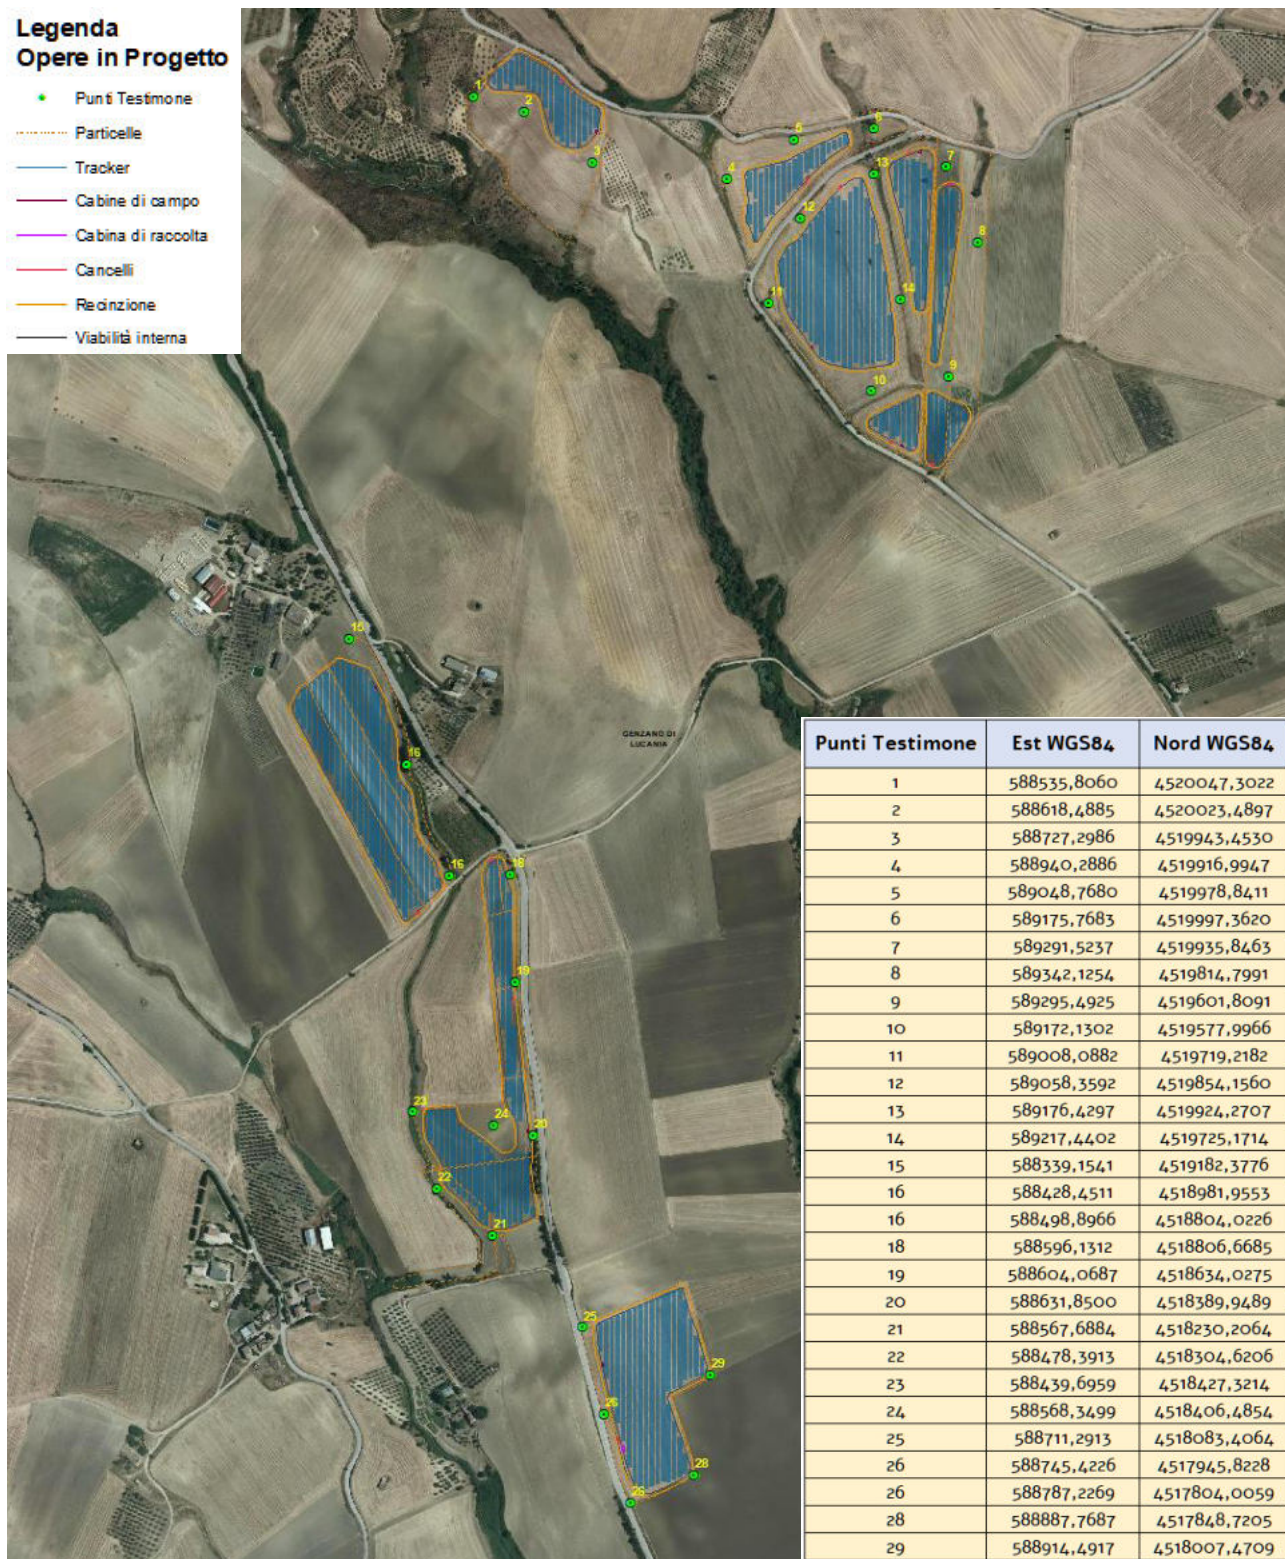 Legenda
Opere in Progetto
Punti Testimone
Particelle
Tracker
Cabine di campo
Cabina di raccolta
Cancelli
Recinzione
Viabilità interna
1
2
3
4
5
6
7
8
9
10
11
12
13
14
15
16
16
18
19
20
21
22
23
24
25
26
26
28
29
GENZANO DI
LUCANIA
Punti Testimone Est WGS84 Nord WGS84
1 588535,8060 4520047,3022
2 588618,4885 4520023,4897
3 588727,2986 4519943,4530
4 588940,2886 4519916,9947
5 589048,7680 4519978,8411
6 589175,7683 4519997,3620
7 589291,5237 4519935,8463
8 589342,1254 4519814,7991
9 589295,4925 4519601,8091
10 589172,1302 4519577,9966
11 589008,0882 4519719,2182
12 589058,3592 4519854,1560
13 589176,4297 4519924,2707
14 589217,4402 4519725,1714
15 588339,1541 4519182,3776
16 588428,4511 4518981,9553
16 588498,8966 4518804,0226
18 588596,1312 4518806,6685
19 588604,0687 4518634,0275
20 588631,8500 4518389,9489
21 588567,6884 4518230,2064
22 588478,3913 4518304,6206
23 588439,6959 4518427,3214
24 588568,3499 4518406,4854
25 588711,2913 4518083,4064
26 588745,4226 4517945,8228
26 588787,2269 4517804,0059
28 588887,7687 4517848,7205
29 588914,4917 4518007,4709